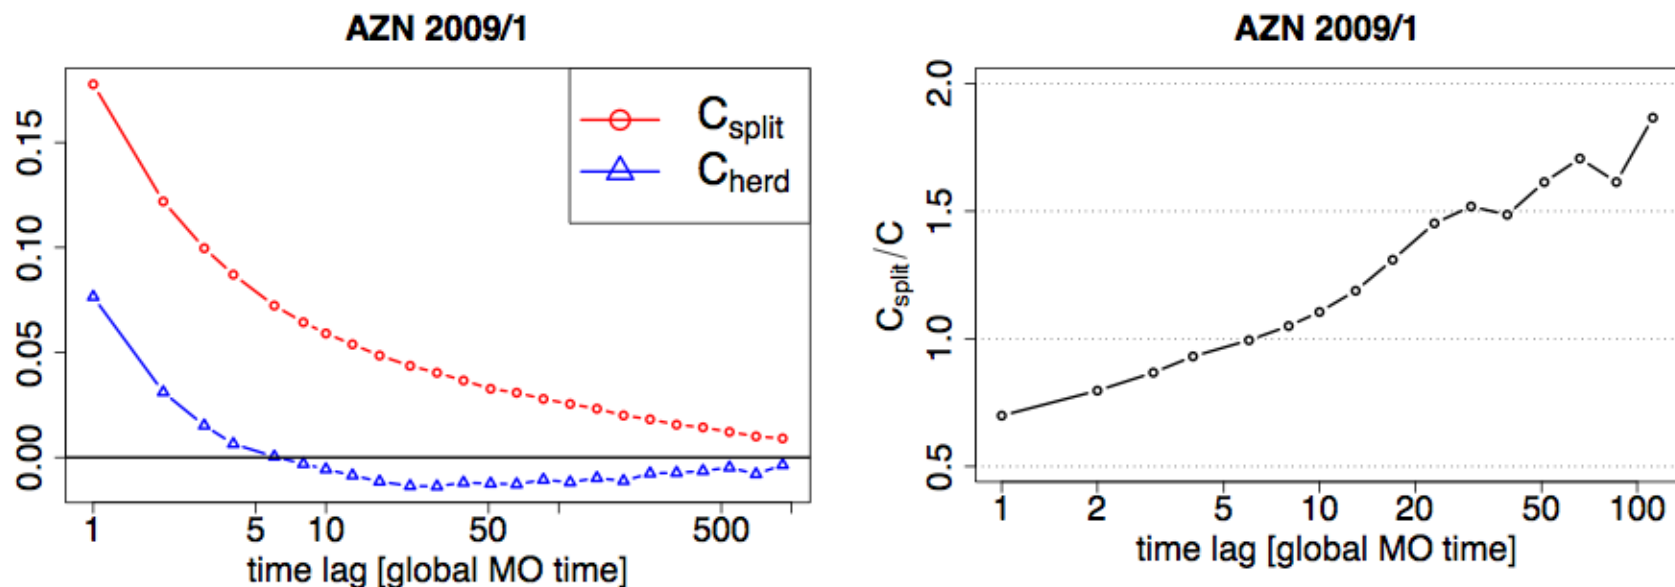 AZN 2009/1
0.15
0.10
0.05
0.00
C_split
C_herd
1 5 10 50 500
time lag [global MO time]
AZN 2009/1
2.0
1.5
1.0
0.5
C_split/C
1 2 5 10 20 50 100
time lag [global MO time]